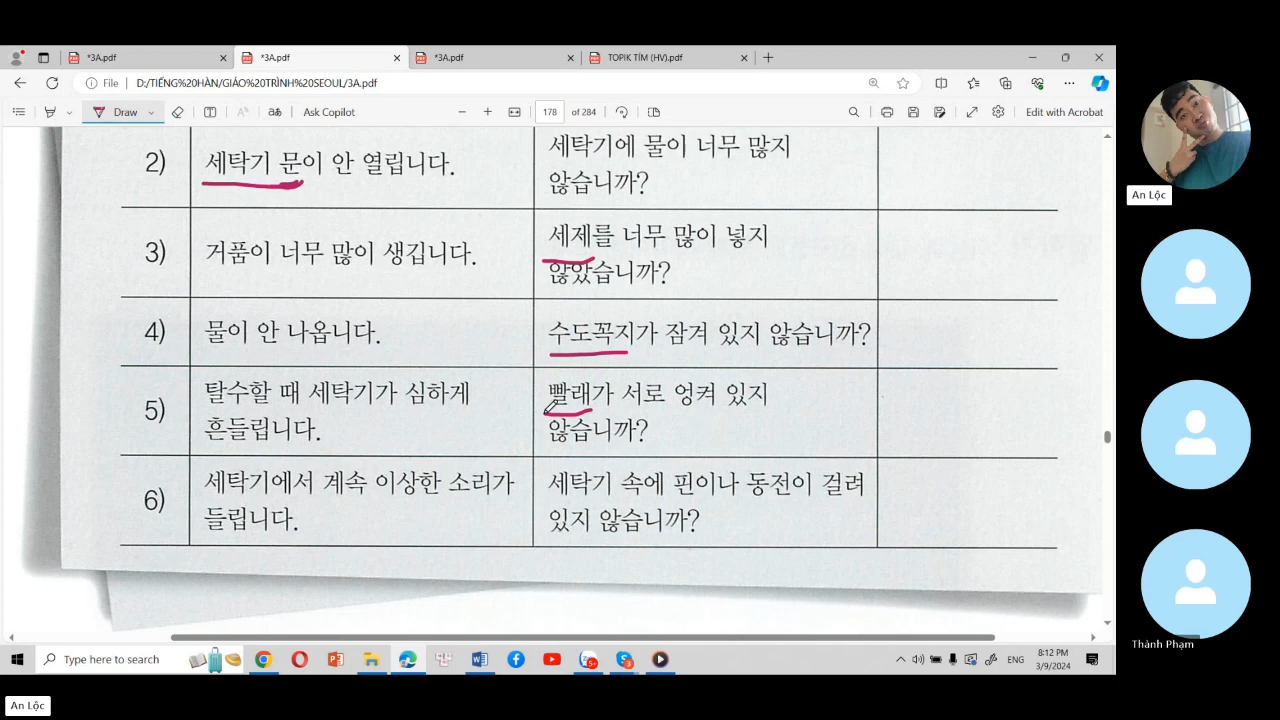 *3A.pdf
*3A.pdf
*3A.pdf
TOPIK TÍM (HV).pdf
File
D:/TIẾNG%20HÀN/GIÁO%20TRÌNH%20SEOUL/3A.pdf
Draw
Ask Copilot
178
of 284
Edit with Acrobat
2)
세탁기 문이 안 열립니다.
세탁기에 물이 너무 많지
않습니까?
3)
거품이 너무 많이 생깁니다.
세제를 너무 많이 넣지
않았습니까?
4)
물이 안 나옵니다.
수도꼭지가 잠겨 있지 않습니까?
5)
탈수할 때 세탁기가 심하게
흔들립니다.
빨래가 서로 엉켜 있지
않습니까?
6)
세탁기에서 계속 이상한 소리가
들립니다.
세탁기 속에 핀이나 동전이 걸려
있지 않습니까?
An Lộc
Thành Phạm
Type here to search
5+
ENG
8:12 PM
3/9/2024
An Lộc